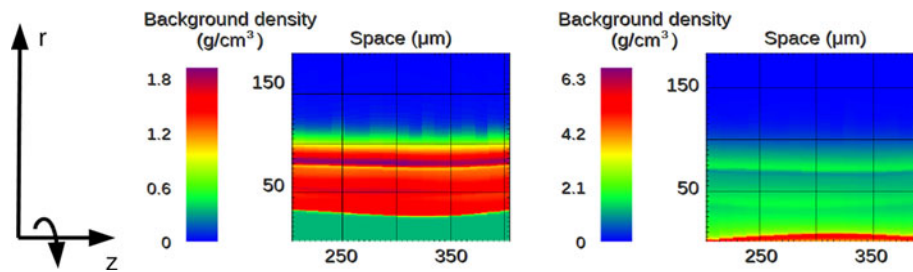 r
z
Background density
(g/cm³)
1.8
1.2
0.6
0
Space (μm)
150
50
250
350
Background density
(g/cm³)
6.3
4.2
2.1
0
Space (μm)
150
50
250
350